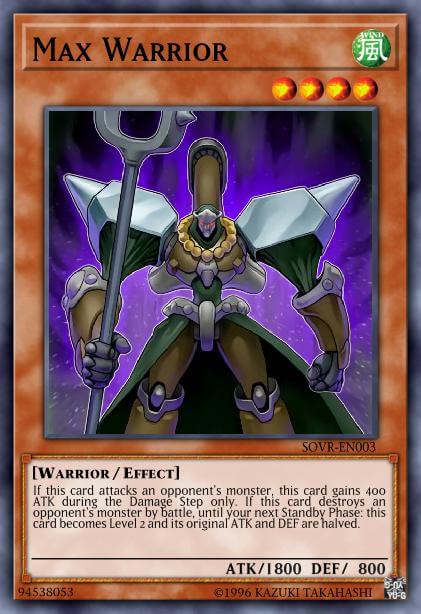 MAX WARRIOR
WIND
風
SOVR-EN003
[WARRIOR / EFFECT]
If this card attacks an opponent's monster, this card gains 400
ATK during the Damage Step only. If this card destroys an
opponent's monster by battle, until your next Standby Phase: this
card becomes Level 2 and its original ATK and DEF are halved.
ATK/1800 DEF/ 800
94538053
©1996 KAZUKI TAKAHASHI